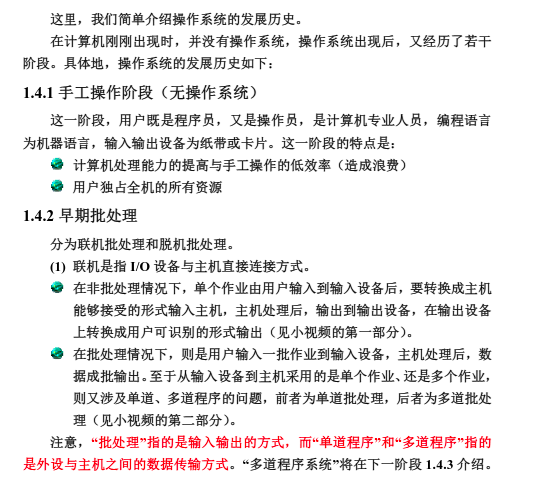 这里，我们简单介绍操作系统的发展历史。
在计算机刚刚出现时，并没有操作系统，操作系统出现后，又经历了若干
阶段。具体地，操作系统的发展历史如下：
1.4.1 手工操作阶段（无操作系统）
这一阶段，用户既是程序员，又是操作员，是计算机专业人员，编程语言
为机器语言，输入输出设备为纸带或卡片。这一阶段的特点是：
计算机处理能力的提高与手工操作的低效率（造成浪费）
用户独占全机的所有资源
1.4.2 早期批处理
分为联机批处理和脱机批处理。
(1) 联机是指 I/O 设备与主机直接连接方式。
在非批处理情况下，单个作业由用户输入到输入设备后，要转换成主机
能够接受的形式输入主机，主机处理后，输出到输出设备，在输出设备
上转换成用户可识别的形式输出（见小视频的第一部分）。
在批处理情况下，则是用户输入一批作业到输入设备，主机处理后，数
据成批输出。至于从输入设备到主机采用的是单个作业、还是多个作业，
则又涉及单道、多道程序的问题，前者为单道批处理，后者为多道批处
理（见小视频的第二部分）。
注意，“批处理”指的是输入输出的方式，而“单道程序”和“多道程序”指的
是外设与主机之间的数据传输方式。“多道程序系统”将在下一阶段 1.4.3 介绍。